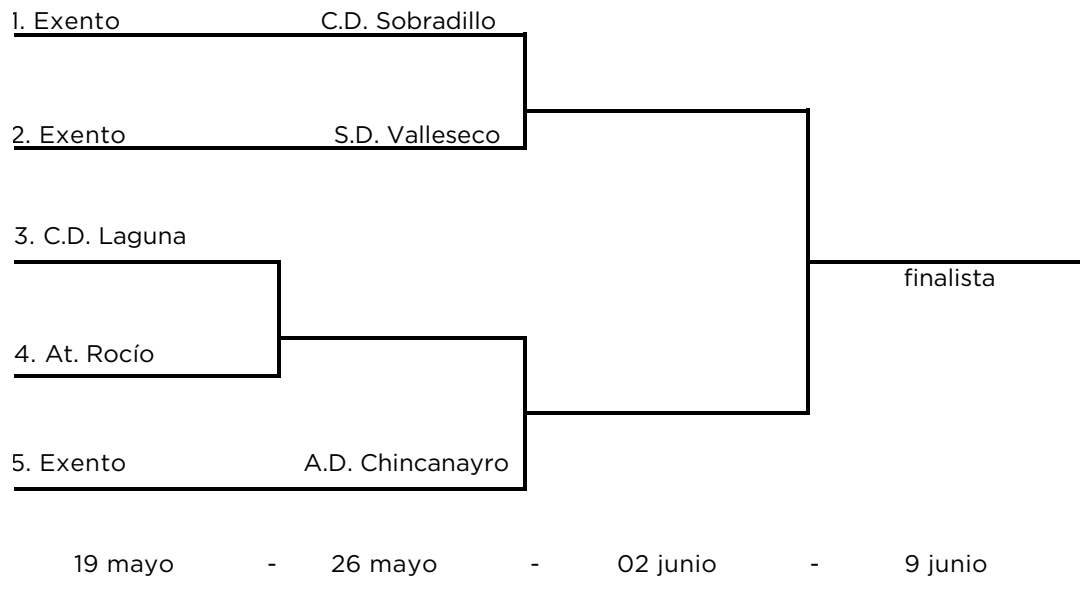 1. Exento C.D. Sobradillo
2. Exento S.D. Valleseco
3. C.D. Laguna
finalista
4. At. Rocío
5. Exento A.D. Chincanayro
19 mayo - 26 mayo - 02 junio - 9 junio